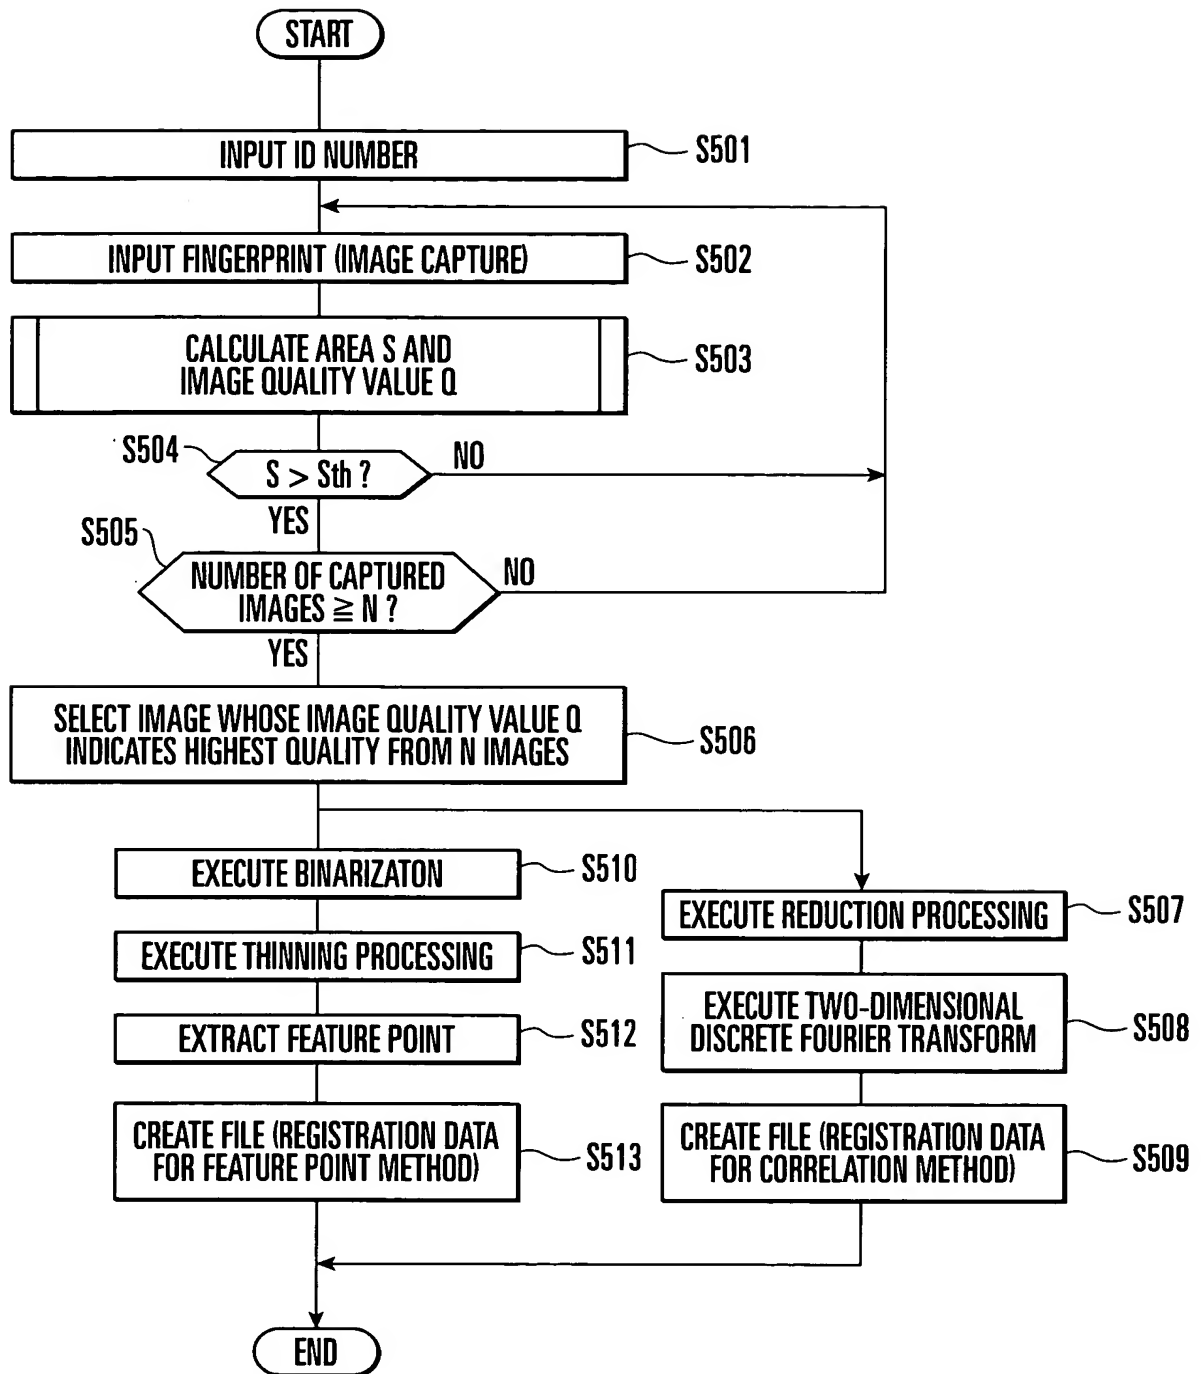 START
INPUT ID NUMBER
S501
INPUT FINGERPRINT (IMAGE CAPTURE)
S502
CALCULATE AREA S AND
IMAGE QUALITY VALUE Q
S503
S504
S > Sth ?
NO
YES
S505
NUMBER OF CAPTURED
IMAGES ≧ N ?
NO
YES
SELECT IMAGE WHOSE IMAGE QUALITY VALUE Q
INDICATES HIGHEST QUALITY FROM N IMAGES
S506
EXECUTE BINARIZATON
S510
EXECUTE THINNING PROCESSING
S511
EXTRACT FEATURE POINT
S512
CREATE FILE (REGISTRATION DATA
FOR FEATURE POINT METHOD)
S513
EXECUTE REDUCTION PROCESSING
S507
EXECUTE TWO-DIMENSIONAL
DISCRETE FOURIER TRANSFORM
S508
CREATE FILE (REGISTRATION DATA
FOR CORRELATION METHOD)
S509
END